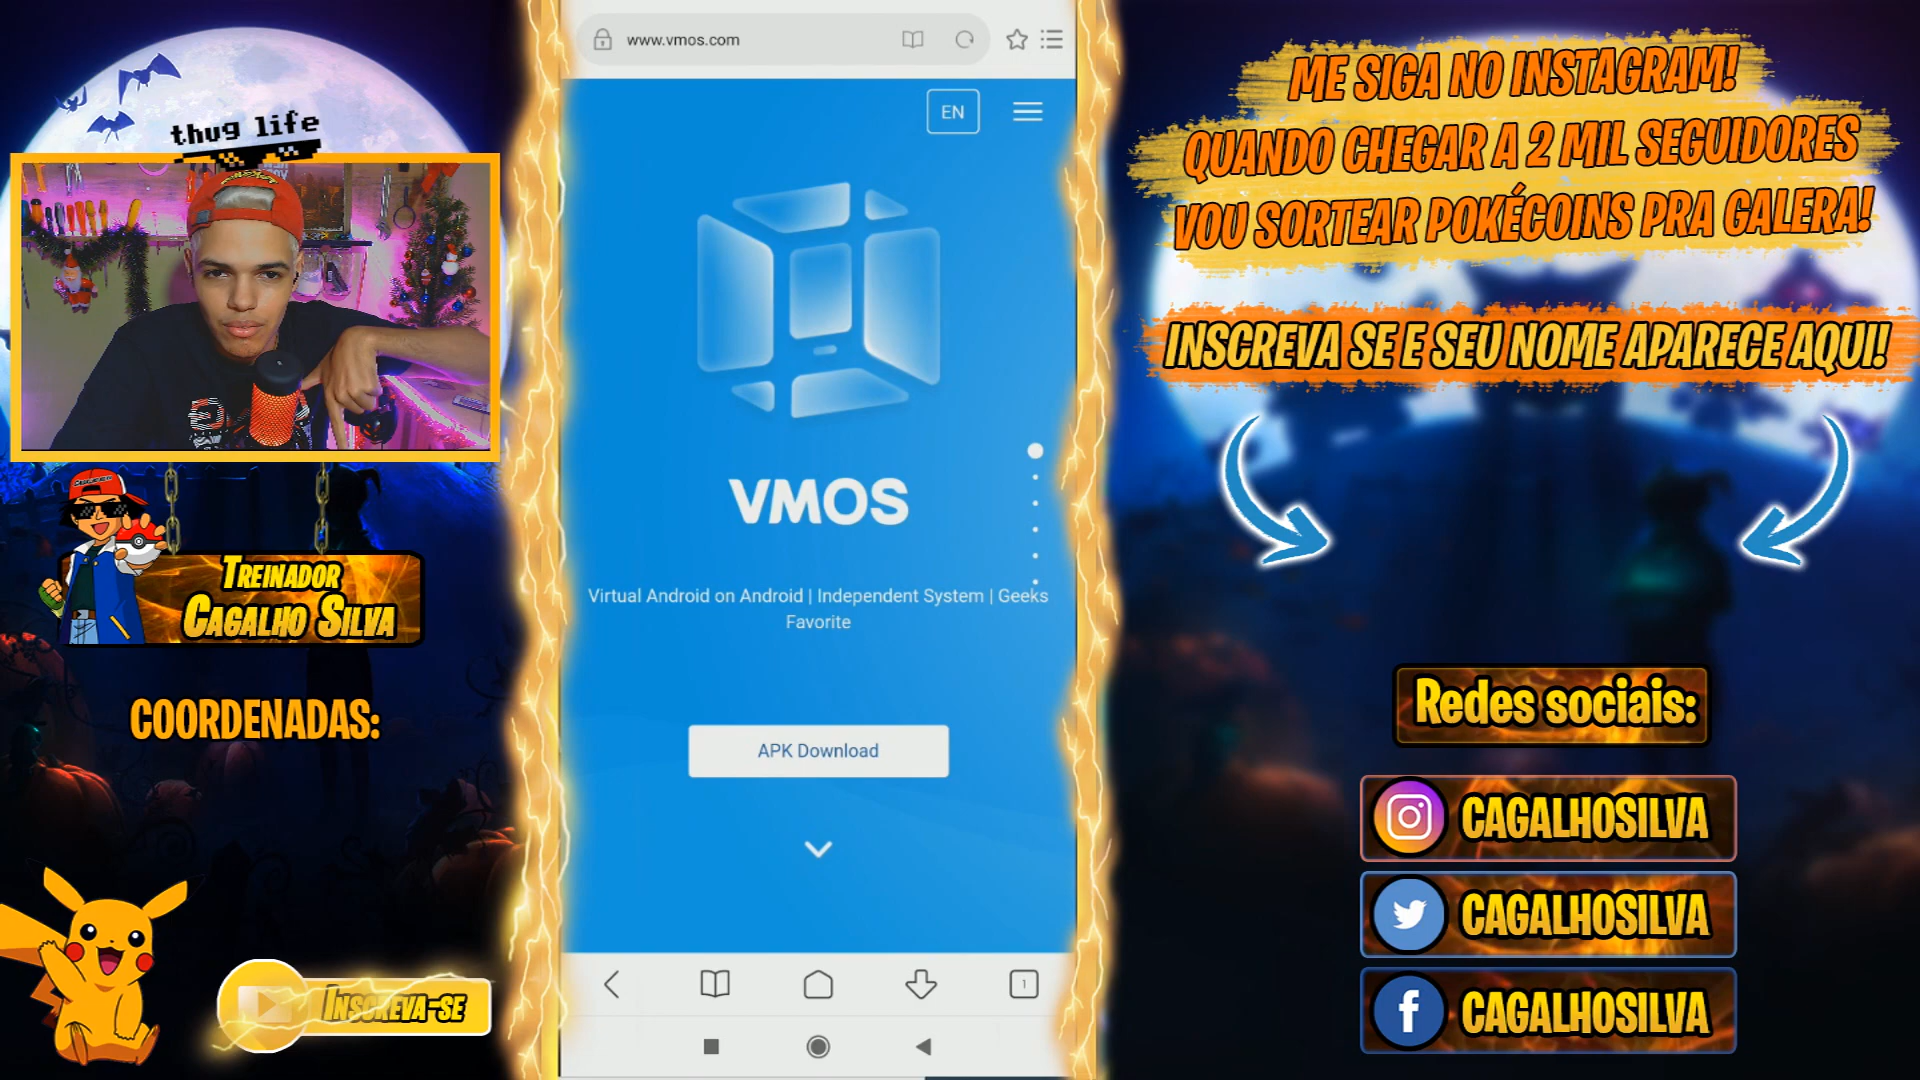 thug life
TREINADOR
CAGALHO SILVA
COORDENADAS:
INSCREVA-SE
www.vmos.com
EN
VMOS
Virtual Android on Android | Independent System | Geeks
Favorite
APK Download
1
ME SIGA NO INSTAGRAM!
QUANDO CHEGAR A 2 MIL SEGUIDORES
VOU SORTEAR POKÉCOINS PRA GALERA!
INSCREVA SE E SEU NOME APARECE AQUI!
Redes sociais:
CAGALHOSILVA
CAGALHOSILVA
CAGALHOSILVA